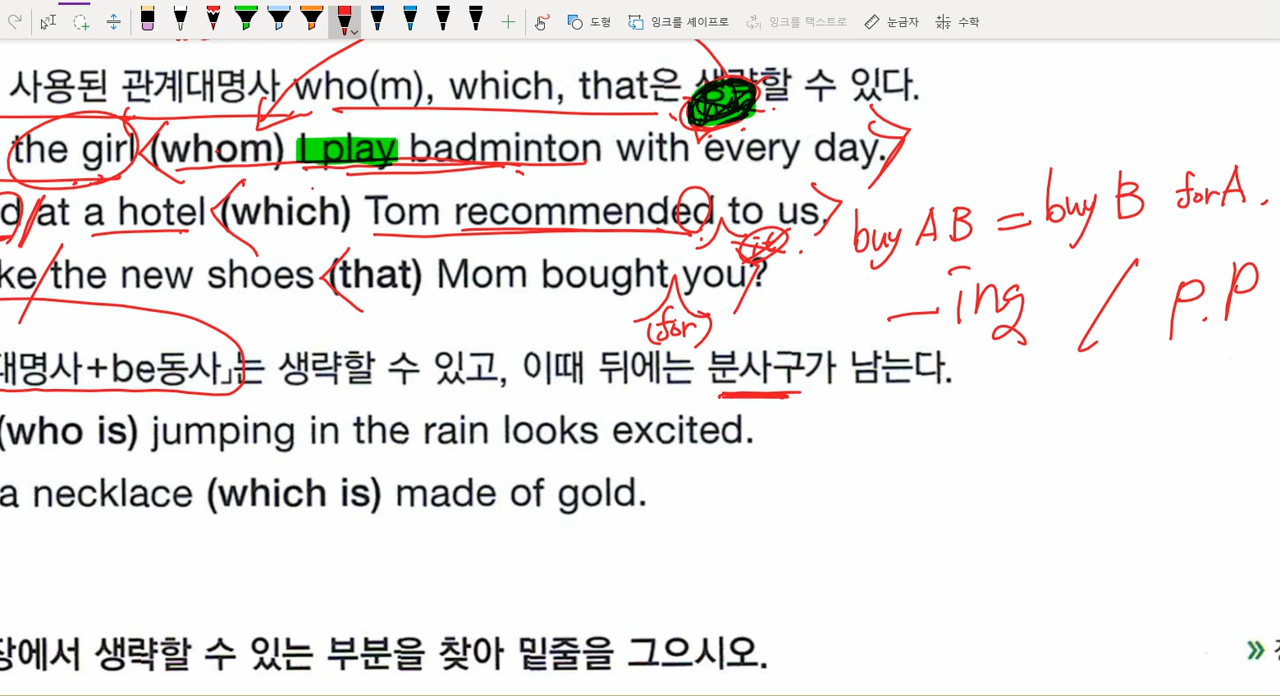 도형 잉크를 셰이프로 잉크를 텍스트로 눈금자 수학
사용된 관계대명사 who(m), which, that은 생략할 수 있다.
the girl (whom) I play badminton with every day.
d at a hotel (which) Tom recommended to us,
it
buy A B = buy B for A.
ke the new shoes (that) Mom bought you?
(for)
-ing / p.p
대명사+be동사」는 생략할 수 있고, 이때 뒤에는 분사구가 남는다.
(who is) jumping in the rain looks excited.
a necklace (which is) made of gold.
장에서 생략할 수 있는 부분을 찾아 밑줄을 그으시오.
»